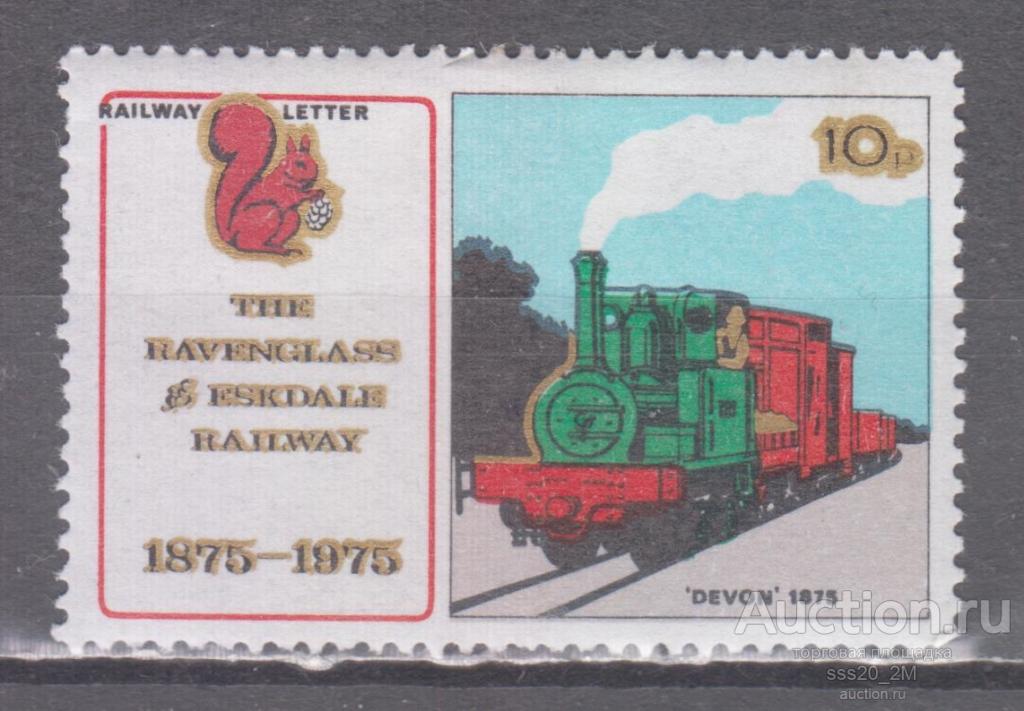 RAILWAY LETTER
THE
RAVENGLASS
& ESKDALE
RAILWAY
1875–1975
10p
'DEVON' 1875
Auction.ru
торговая площадка
sss20_2M
auction.ru